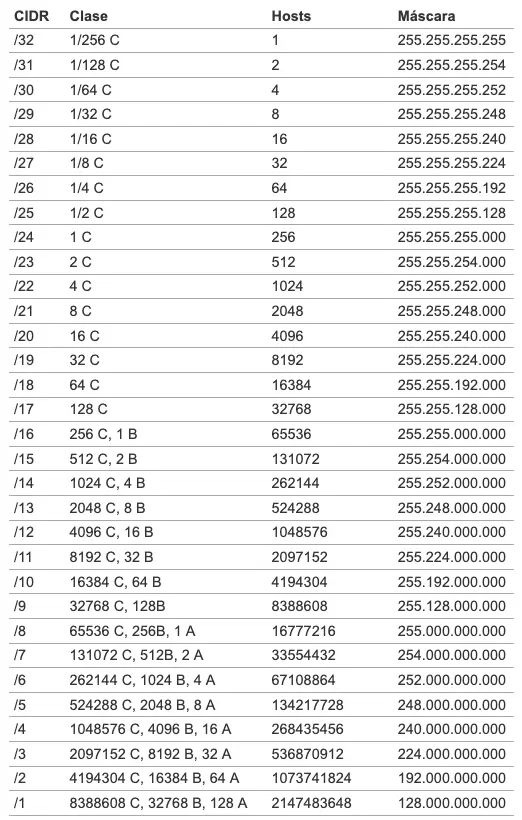 CIDR Clase Hosts Máscara
/32 1/256 C 1 255.255.255.255
/31 1/128 C 2 255.255.255.254
/30 1/64 C 4 255.255.255.252
/29 1/32 C 8 255.255.255.248
/28 1/16 C 16 255.255.255.240
/27 1/8 C 32 255.255.255.224
/26 1/4 C 64 255.255.255.192
/25 1/2 C 128 255.255.255.128
/24 1 C 256 255.255.255.000
/23 2 C 512 255.255.254.000
/22 4 C 1024 255.255.252.000
/21 8 C 2048 255.255.248.000
/20 16 C 4096 255.255.240.000
/19 32 C 8192 255.255.224.000
/18 64 C 16384 255.255.192.000
/17 128 C 32768 255.255.128.000
/16 256 C, 1 B 65536 255.255.000.000
/15 512 C, 2 B 131072 255.254.000.000
/14 1024 C, 4 B 262144 255.252.000.000
/13 2048 C, 8 B 524288 255.248.000.000
/12 4096 C, 16 B 1048576 255.240.000.000
/11 8192 C, 32 B 2097152 255.224.000.000
/10 16384 C, 64 B 4194304 255.192.000.000
/9 32768 C, 128B 8388608 255.128.000.000
/8 65536 C, 256B, 1 A 16777216 255.000.000.000
/7 131072 C, 512B, 2 A 33554432 254.000.000.000
/6 262144 C, 1024 B, 4 A 67108864 252.000.000.000
/5 524288 C, 2048 B, 8 A 134217728 248.000.000.000
/4 1048576 C, 4096 B, 16 A 268435456 240.000.000.000
/3 2097152 C, 8192 B, 32 A 536870912 224.000.000.000
/2 4194304 C, 16384 B, 64 A 1073741824 192.000.000.000
/1 8388608 C, 32768 B, 128 A 2147483648 128.000.000.000